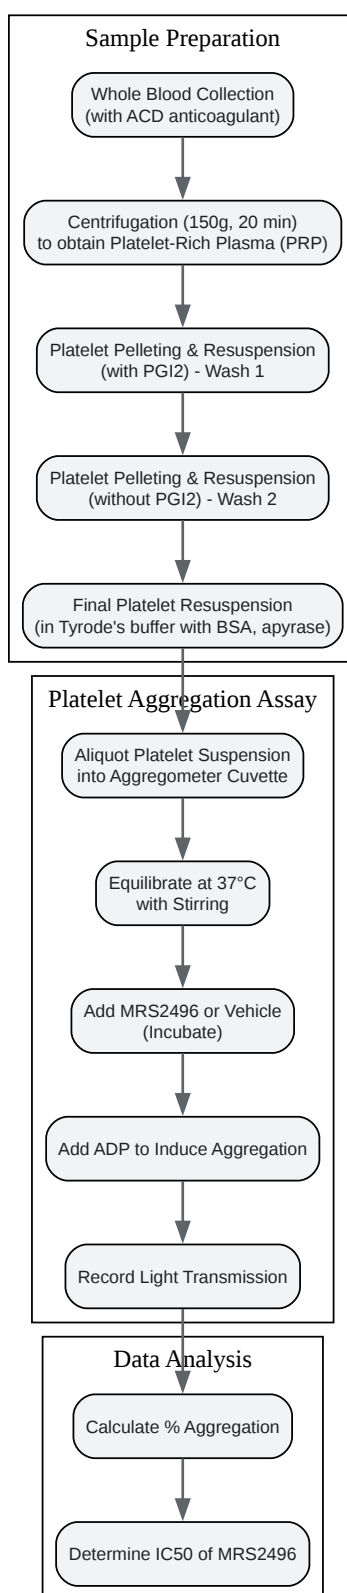 Sample Preparation
Whole Blood Collection
(with ACD anticoagulant)
Centrifugation (150g, 20 min)
to obtain Platelet-Rich Plasma (PRP)
Platelet Pelleting & Resuspension
(with PGI2) - Wash 1
Platelet Pelleting & Resuspension
(without PGI2) - Wash 2
Final Platelet Resuspension
(in Tyrode's buffer with BSA, apyrase)
Platelet Aggregation Assay
Aliquot Platelet Suspension
into Aggregometer Cuvette
Equilibrate at 37°C
with Stirring
Add MRS2496 or Vehicle
(Incubate)
Add ADP to Induce Aggregation
Record Light Transmission
Data Analysis
Calculate % Aggregation
Determine IC50 of MRS2496